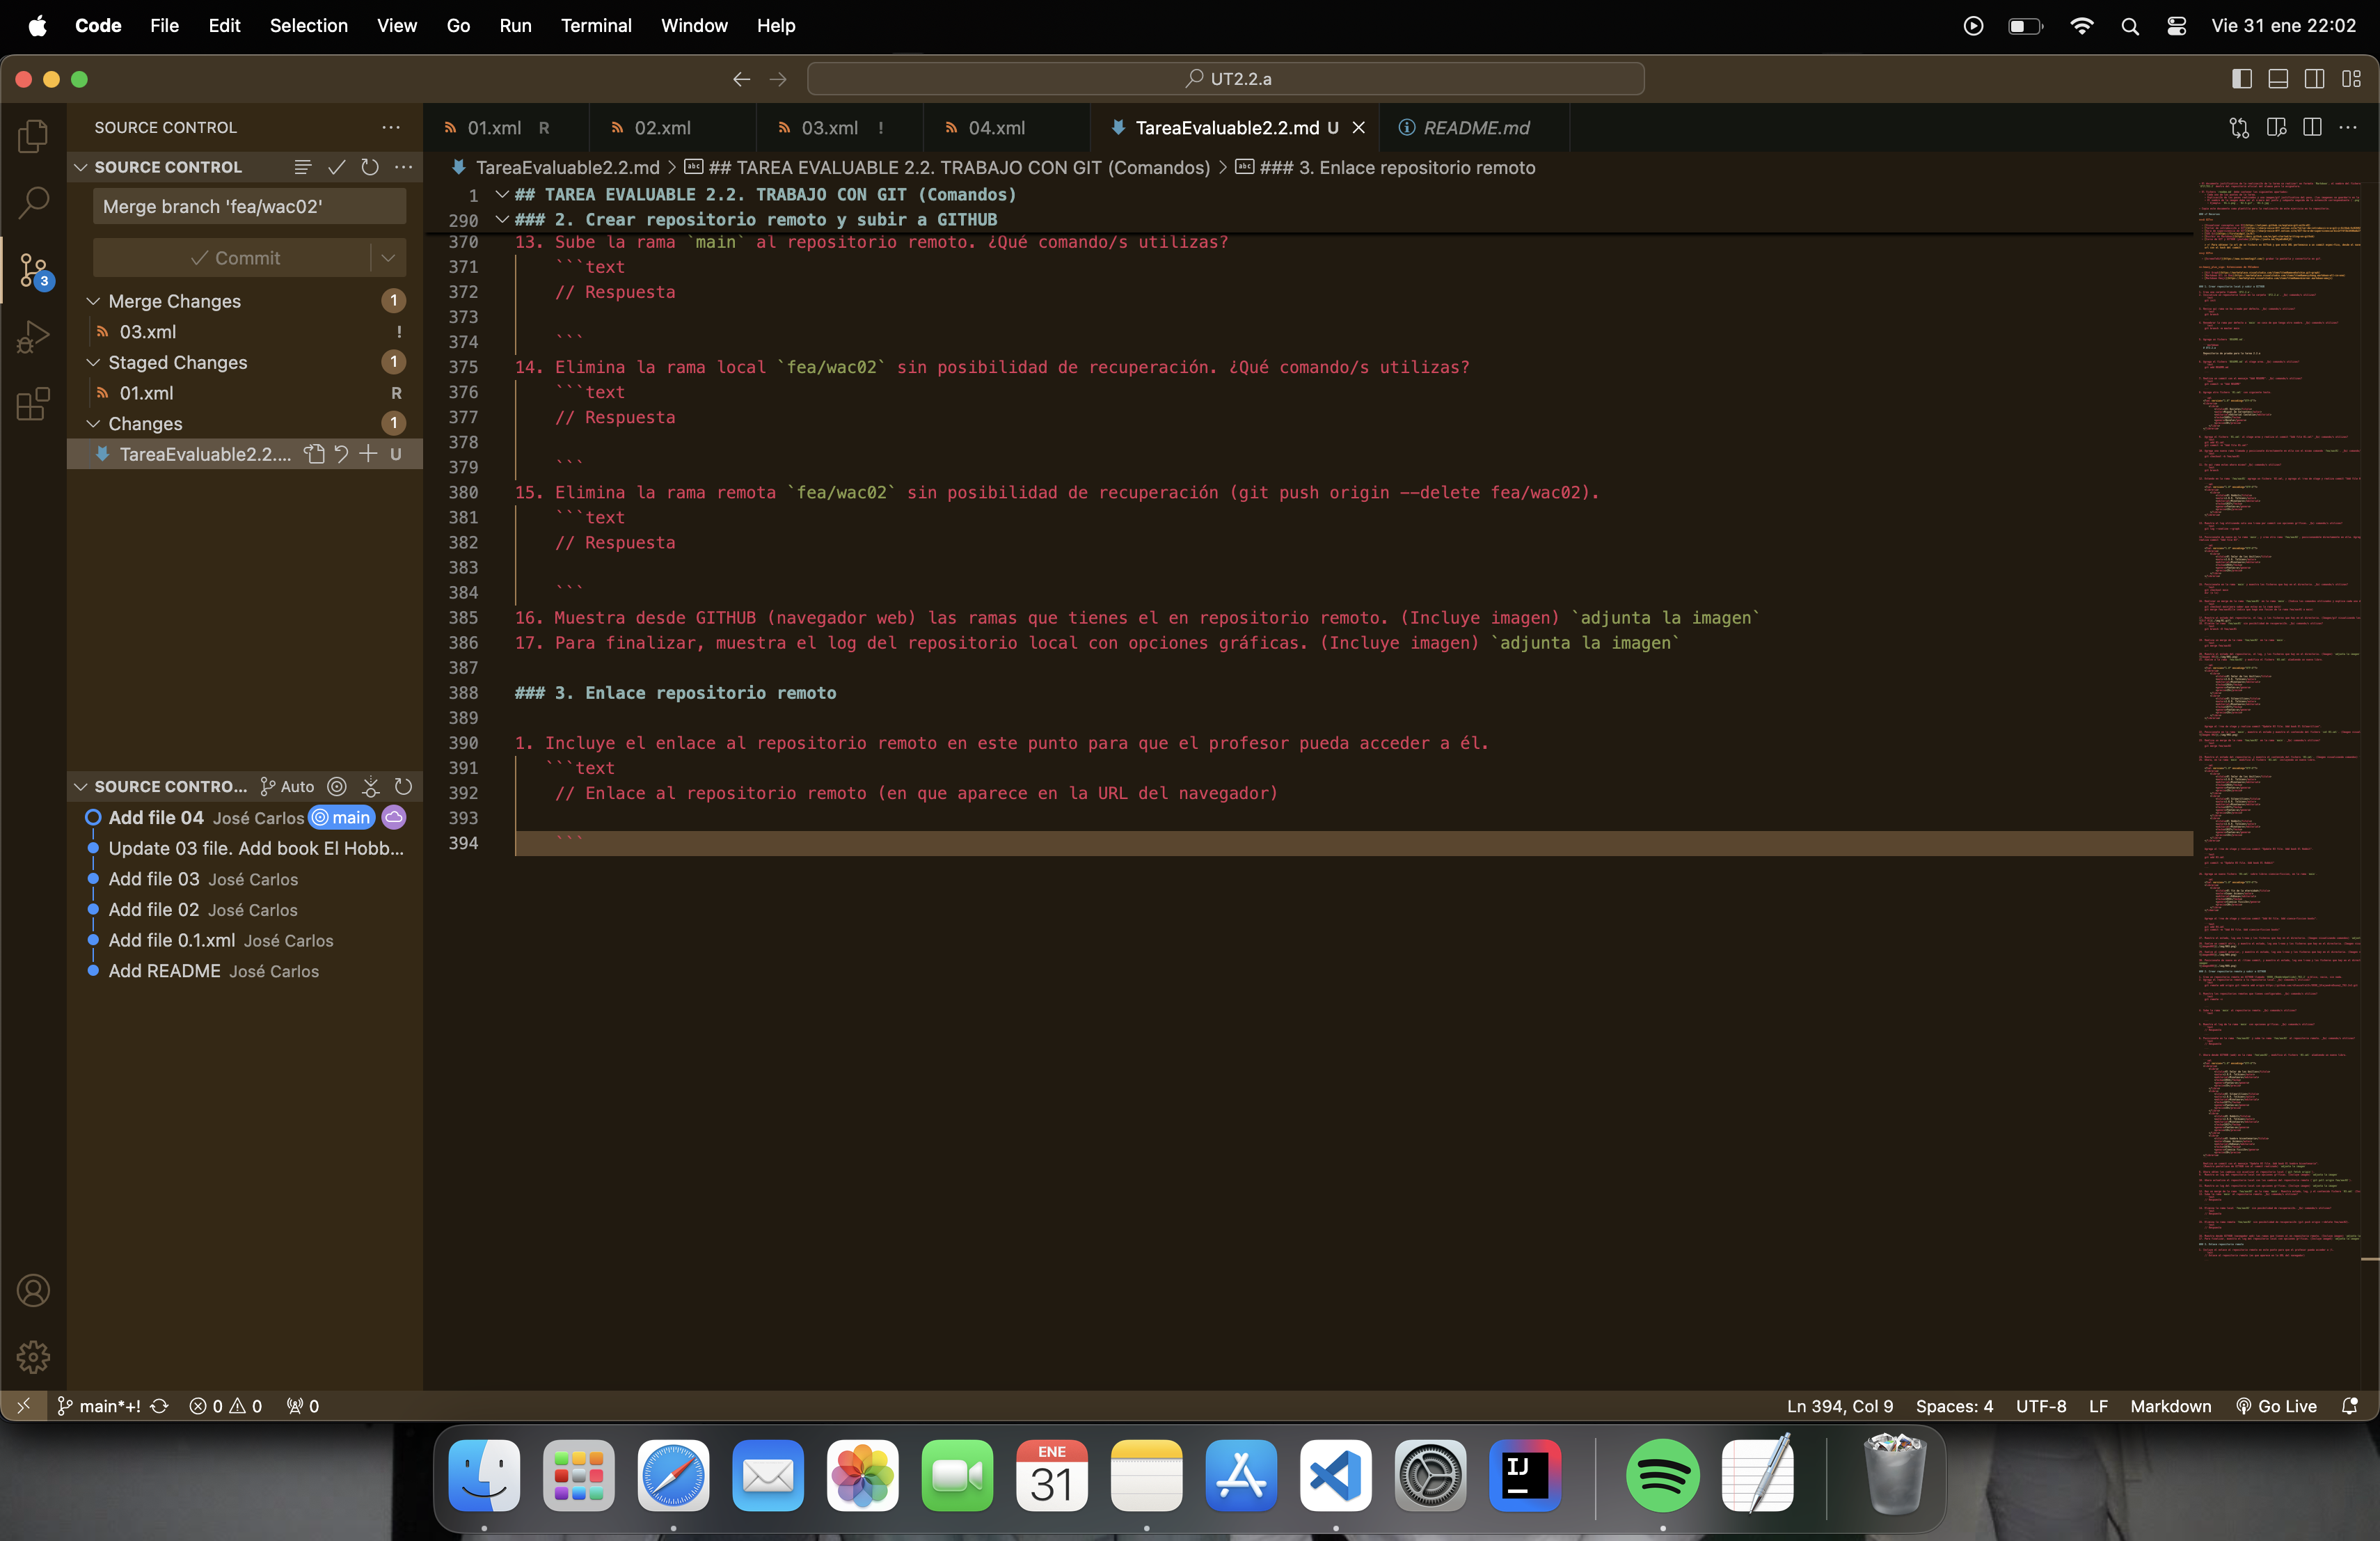 Code File Edit Selection View Go Run Terminal Window Help Vie 31 ene 22:02
UT2.2.a
SOURCE CONTROL
01.xml R 02.xml 03.xml ! 04.xml TareaEvaluable2.2.md U README.md
SOURCE CONTROL
TareaEvaluable2.2.md > ## TAREA EVALUABLE 2.2. TRABAJO CON GIT (Comandos) > ### 3. Enlace repositorio remoto
Merge branch 'fea/wac02'
Commit
Merge Changes 1
03.xml !
Staged Changes 1
01.xml R
Changes 1
TareaEvaluable2.2.... U
3
SOURCE CONTRO... Auto
Add file 04 José Carlos main
Update 03 file. Add book El Hobb...
Add file 03 José Carlos
Add file 02 José Carlos
Add file 0.1.xml José Carlos
Add README José Carlos
1 ## TAREA EVALUABLE 2.2. TRABAJO CON GIT (Comandos)
290 ### 2. Crear repositorio remoto y subir a GITHUB
370 13. Sube la rama `main` al repositorio remoto. ¿Qué comando/s utilizas?
371 ```text
372 // Respuesta
373
374 ```
375 14. Elimina la rama local `fea/wac02` sin posibilidad de recuperación. ¿Qué comando/s utilizas?
376 ```text
377 // Respuesta
378
379 ```
380 15. Elimina la rama remota `fea/wac02` sin posibilidad de recuperación (git push origin --delete fea/wac02).
381 ```text
382 // Respuesta
383
384 ```
385 16. Muestra desde GITHUB (navegador web) las ramas que tienes el en repositorio remoto. (Incluye imagen) `adjunta la imagen`
386 17. Para finalizar, muestra el log del repositorio local con opciones gráficas. (Incluye imagen) `adjunta la imagen`
387
388 ### 3. Enlace repositorio remoto
389
390 1. Incluye el enlace al repositorio remoto en este punto para que el profesor pueda acceder a él.
391 ```text
392 // Enlace al repositorio remoto (en que aparece en la URL del navegador)
393
394 ```
main*+! 0 0 0 Ln 394, Col 9 Spaces: 4 UTF-8 LF Markdown Go Live
ENE
31
IJ